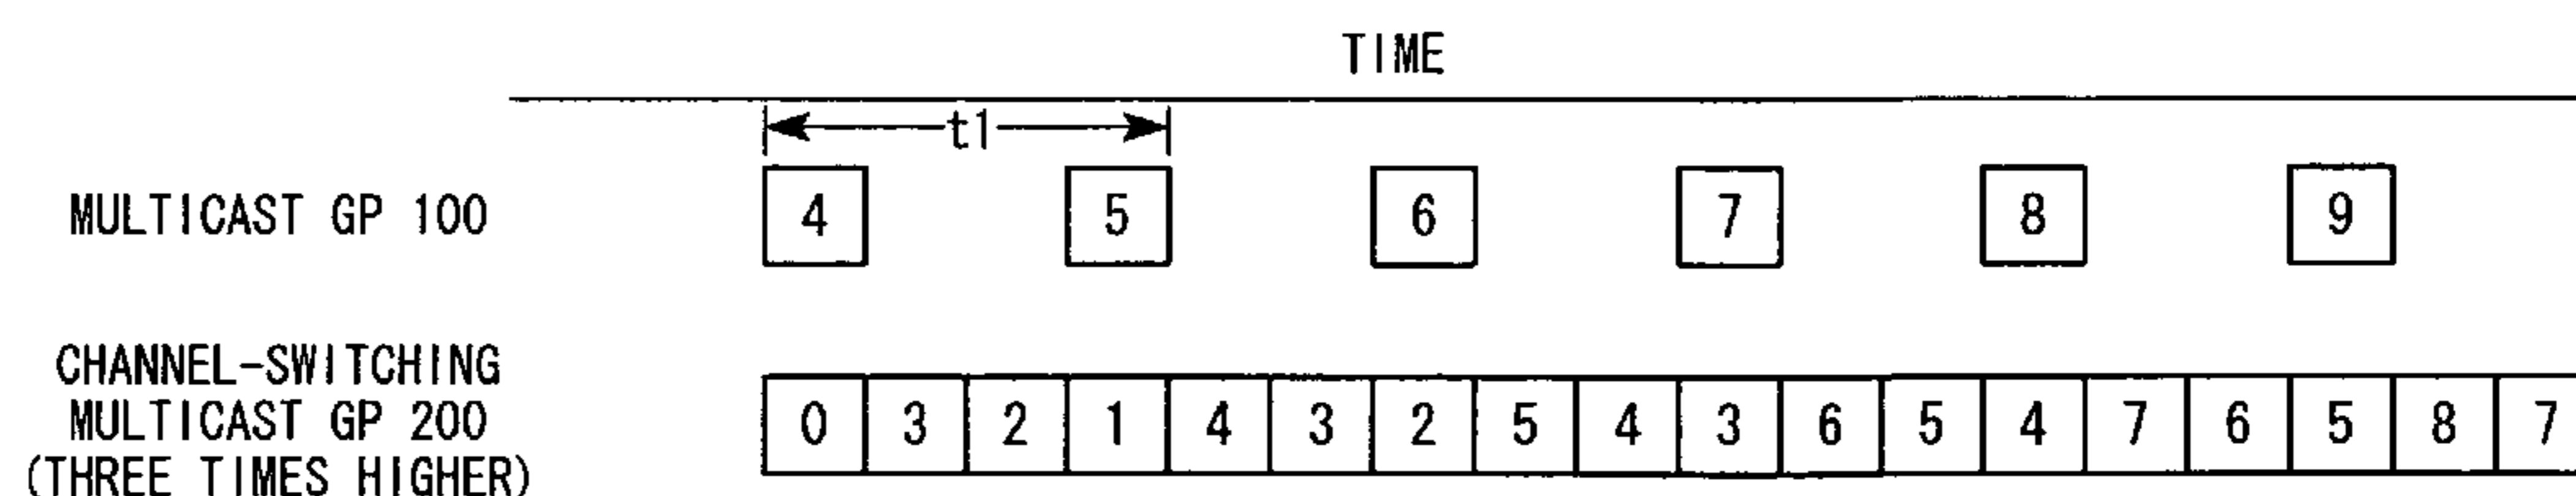 TIME
t1
MULTICAST GP 100
4 5 6 7 8 9
CHANNEL-SWITCHING
MULTICAST GP 200
(THREE TIMES HIGHER)
0 3 2 1 4 3 2 5 4 3 6 5 4 7 6 5 8 7